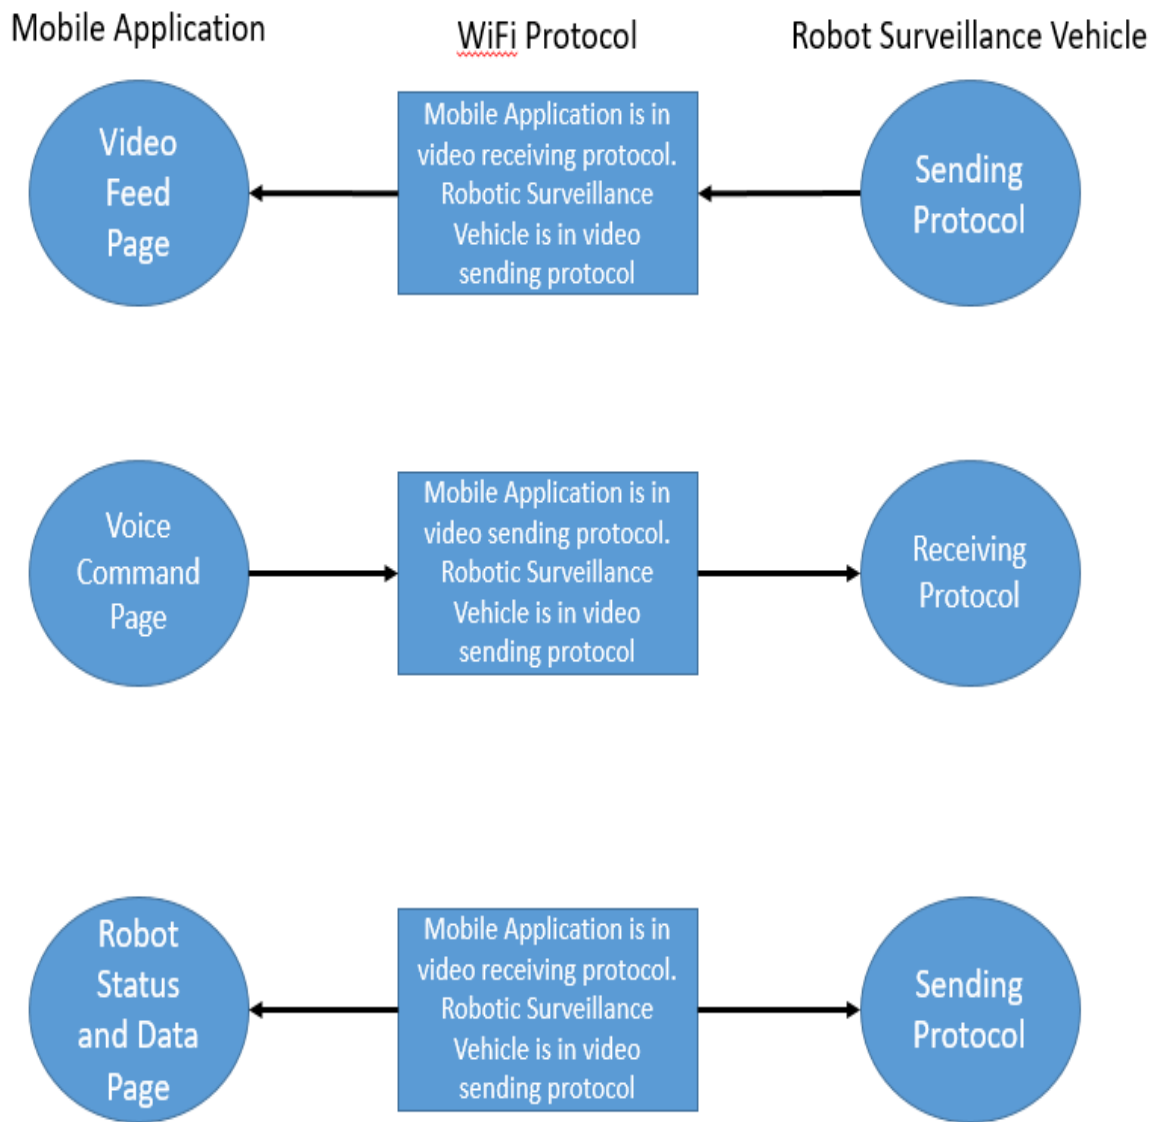 Mobile Application
WiFi Protocol
Robot Surveillance Vehicle
Video
Feed
Page
Mobile Application is in
video receiving protocol.
Robotic Surveillance
Vehicle is in video
sending protocol
Sending
Protocol
Voice
Command
Page
Mobile Application is in
video sending protocol.
Robotic Surveillance
Vehicle is in video
sending protocol
Receiving
Protocol
Robot
Status
and Data
Page
Mobile Application is in
video receiving protocol.
Robotic Surveillance
Vehicle is in video
sending protocol
Sending
Protocol